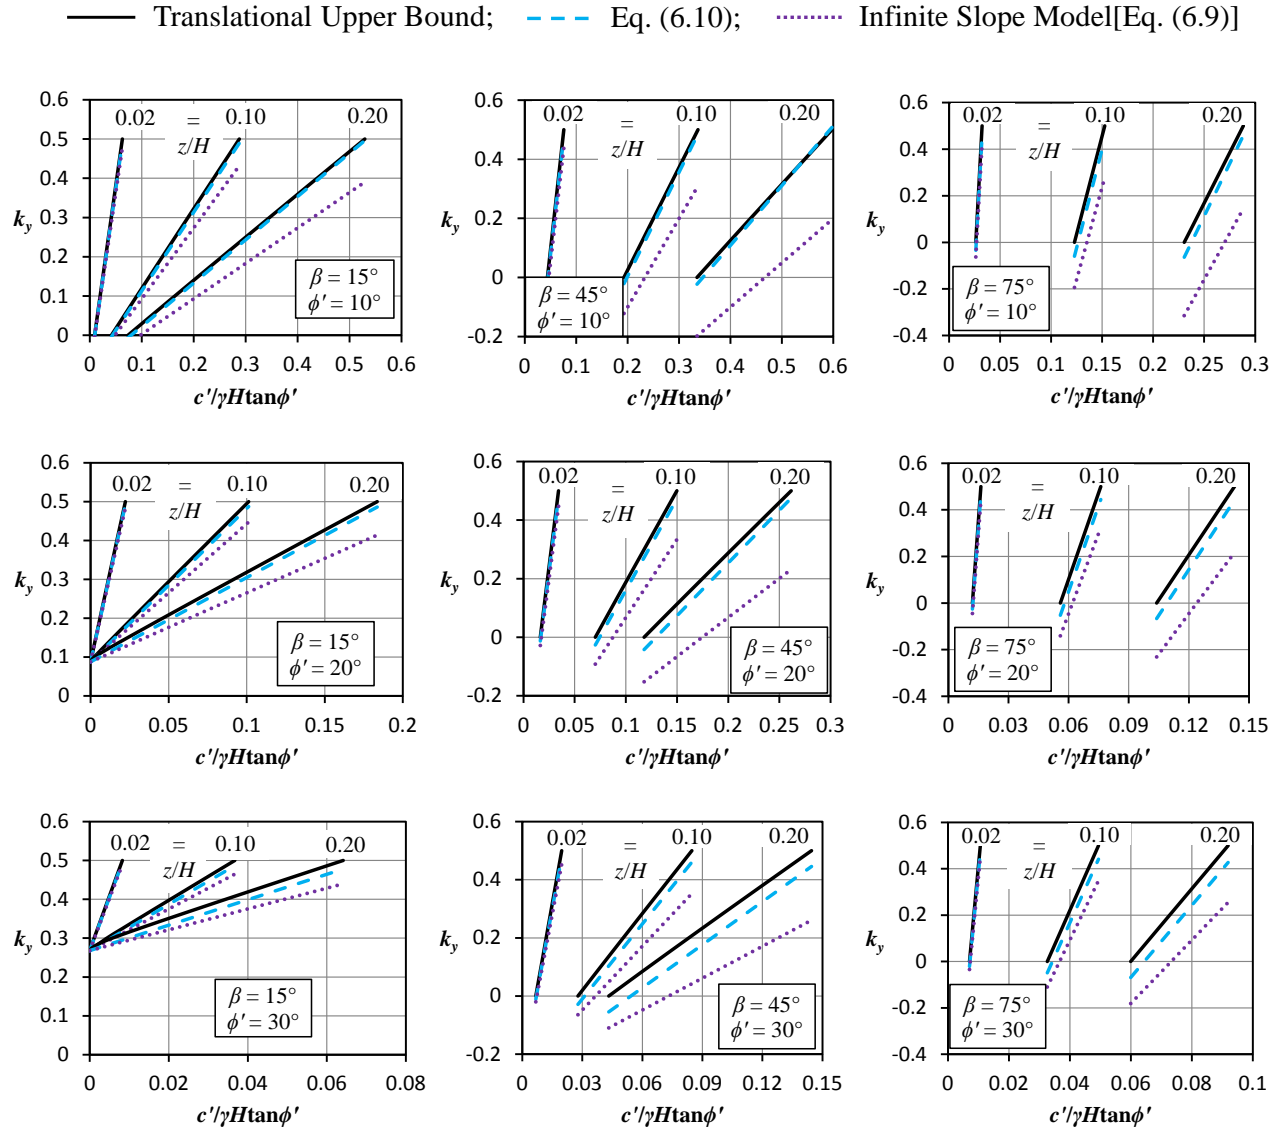 Translational Upper Bound; Eq. (6.10); Infinite Slope Model[Eq. (6.9)]
0.6
0.5
0.4
0.3
0.2
0.1
0
k_y
0.02 = 0.10 0.20
z/H
β = 15°
ϕ′ = 10°
0 0.1 0.2 0.3 0.4 0.5 0.6
c'/γHtanϕ'
0.6
0.4
0.2
0
-0.2
k_y
0.02 = 0.10 0.20
z/H
β = 45°
ϕ′ = 10°
0 0.1 0.2 0.3 0.4 0.5 0.6
c'/γHtanϕ'
0.6
0.4
0.2
0
-0.2
-0.4
k_y
0.02 = 0.10 0.20
z/H
β = 75°
ϕ′ = 10°
0 0.05 0.1 0.15 0.2 0.25 0.3
c'/γHtanϕ'
0.6
0.5
0.4
0.3
0.2
0.1
0
k_y
0.02 = 0.10 0.20
z/H
β = 15°
ϕ′ = 20°
0 0.05 0.1 0.15 0.2
c'/γHtanϕ'
0.6
0.4
0.2
0
-0.2
k_y
0.02 = 0.10 0.20
z/H
β = 45°
ϕ′ = 20°
0 0.05 0.1 0.15 0.2 0.25 0.3
c'/γHtanϕ'
0.6
0.4
0.2
0
-0.2
-0.4
k_y
0.02 = 0.10 0.20
z/H
β = 75°
ϕ′ = 20°
0 0.03 0.06 0.09 0.12 0.15
c'/γHtanϕ'
0.6
0.5
0.4
0.3
0.2
0.1
0
k_y
0.02 = 0.10 0.20
z/H
β = 15°
ϕ′ = 30°
0 0.02 0.04 0.06 0.08
c'/γHtanϕ'
0.6
0.4
0.2
0
-0.2
k_y
0.02 = 0.10 0.20
z/H
β = 45°
ϕ′ = 30°
0 0.03 0.06 0.09 0.12 0.15
c'/γHtanϕ'
0.6
0.4
0.2
0
-0.2
-0.4
k_y
0.02 = 0.10 0.20
z/H
β = 75°
ϕ′ = 30°
0 0.02 0.04 0.06 0.08 0.1
c'/γHtanϕ'